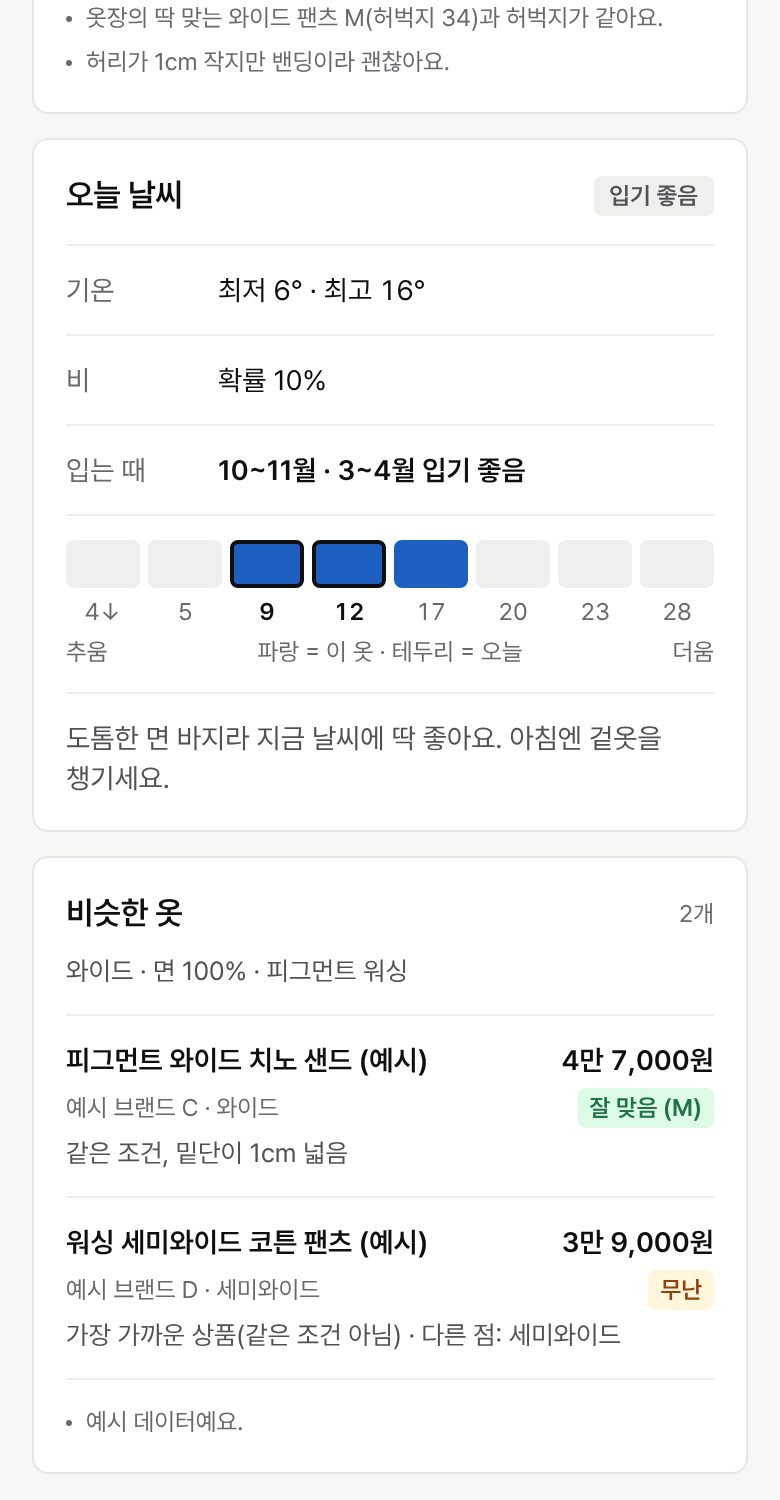 • 옷장의 딱 맞는 와이드 팬츠 M(허벅지 34)과 허벅지가 같아요.
• 허리가 1cm 작지만 밴딩이라 괜찮아요.
오늘 날씨 입기 좋음
기온 최저 6° · 최고 16°
비 확률 10%
입는 때 10~11월 · 3~4월 입기 좋음
4↓ 5 9 12 17 20 23 28
추움 파랑 = 이 옷 · 테두리 = 오늘 더움
도톰한 면 바지라 지금 날씨에 딱 좋아요. 아침엔 겉옷을
챙기세요.
비슷한 옷 2개
와이드 · 면 100% · 피그먼트 워싱
피그먼트 와이드 치노 샌드 (예시) 4만 7,000원
예시 브랜드 C · 와이드 잘 맞음 (M)
같은 조건, 밑단이 1cm 넓음
워싱 세미와이드 코튼 팬츠 (예시) 3만 9,000원
예시 브랜드 D · 세미와이드 무난
가장 가까운 상품(같은 조건 아님) · 다른 점: 세미와이드
• 예시 데이터예요.